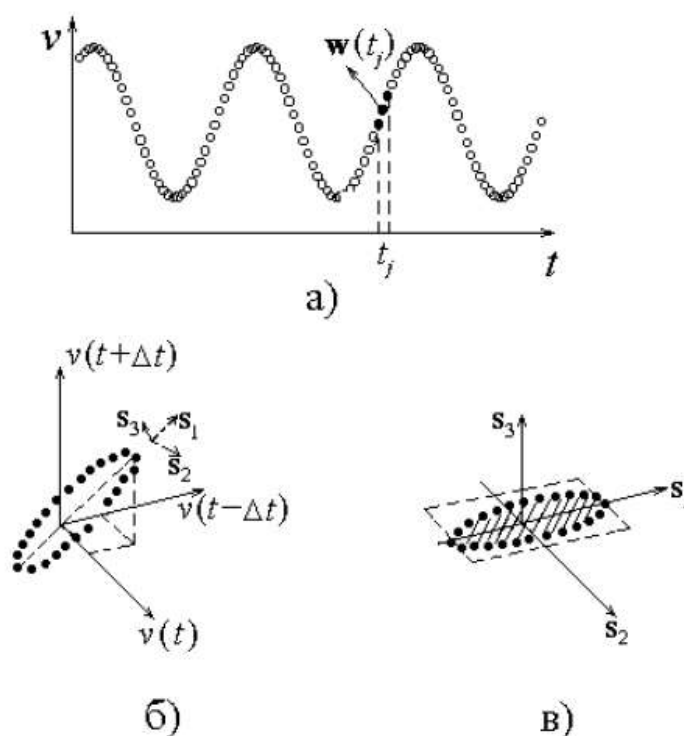 v
w(t_j)
t_j
t
а)
v(t+Δt)
s_3
s_1
s_2
v(t−Δt)
v(t)
б)
s_3
s
s_2
в)